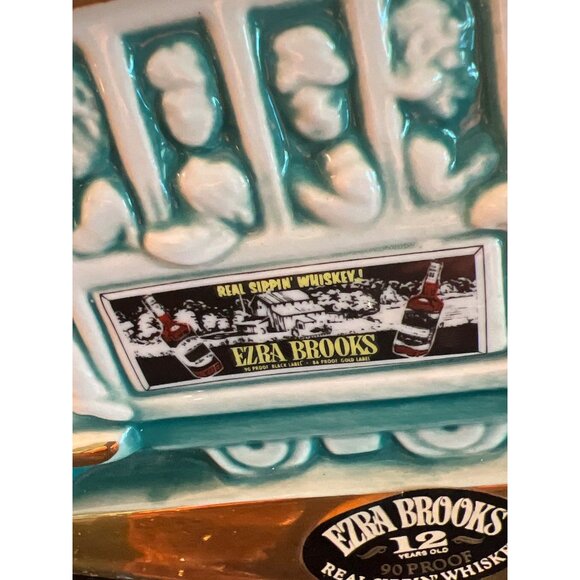 REAL SIPPIN' WHISKEY!
EZRA BROOKS
90 PROOF BLACK LABEL • 86 PROOF GOLD LABEL
EZRA BROOKS
12
YEARS OLD
90 PROOF
REAL SIPPIN' WHISKE